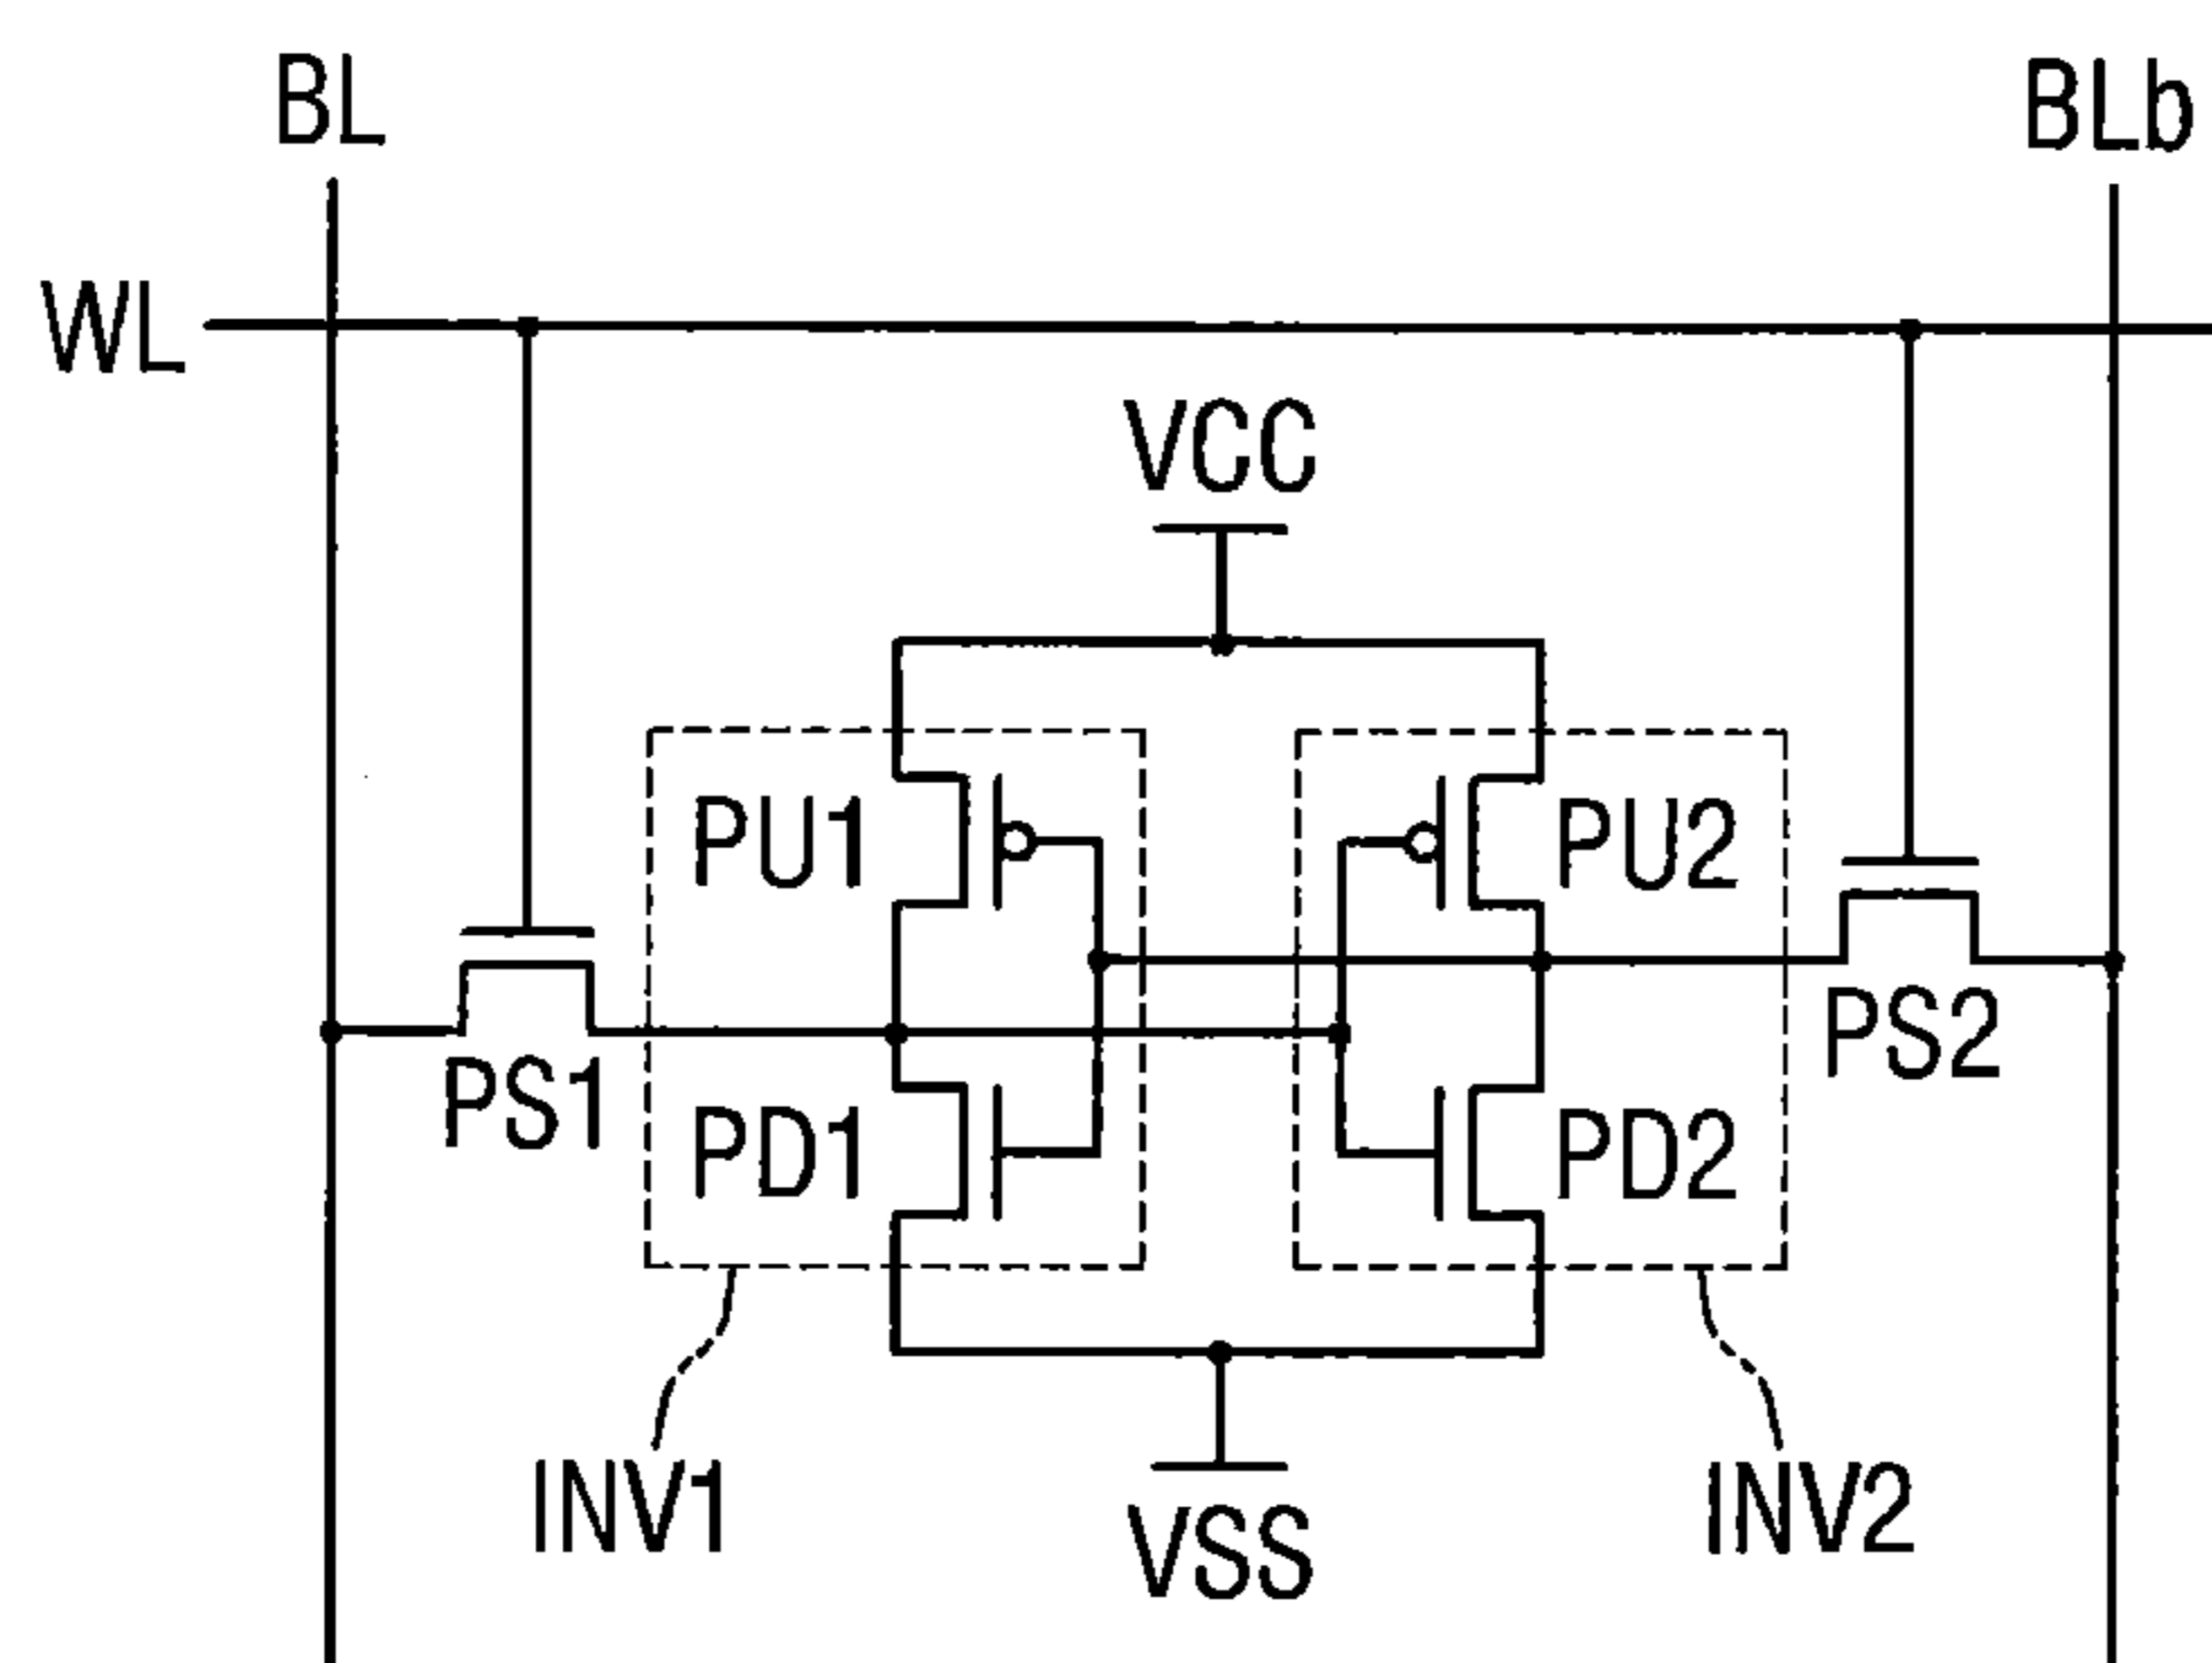 BL
BLb
WL
VCC
PU1
PU2
PS1
PS2
PD1
PD2
INV1
INV2
VSS